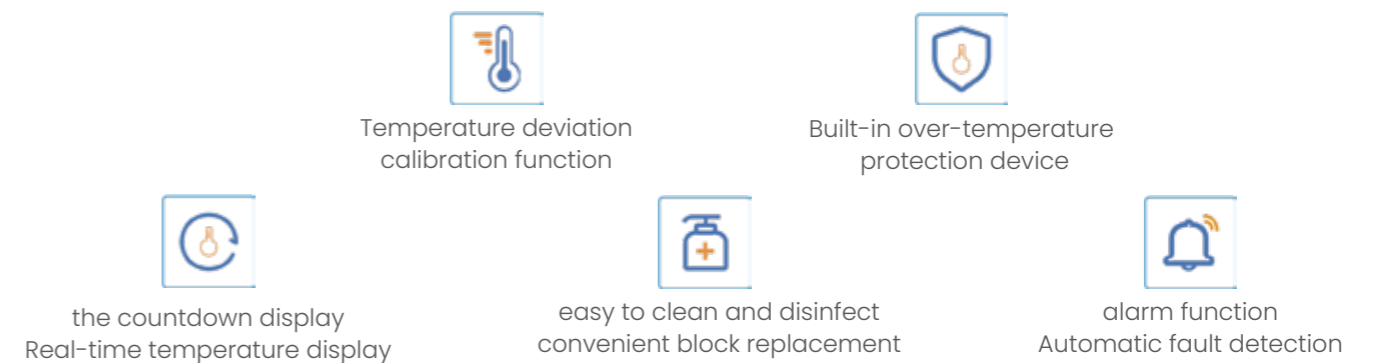 Temperature deviation
calibration function
Built-in over-temperature
protection device
the countdown display
Real-time temperature display
easy to clean and disinfect
convenient block replacement
alarm function
Automatic fault detection